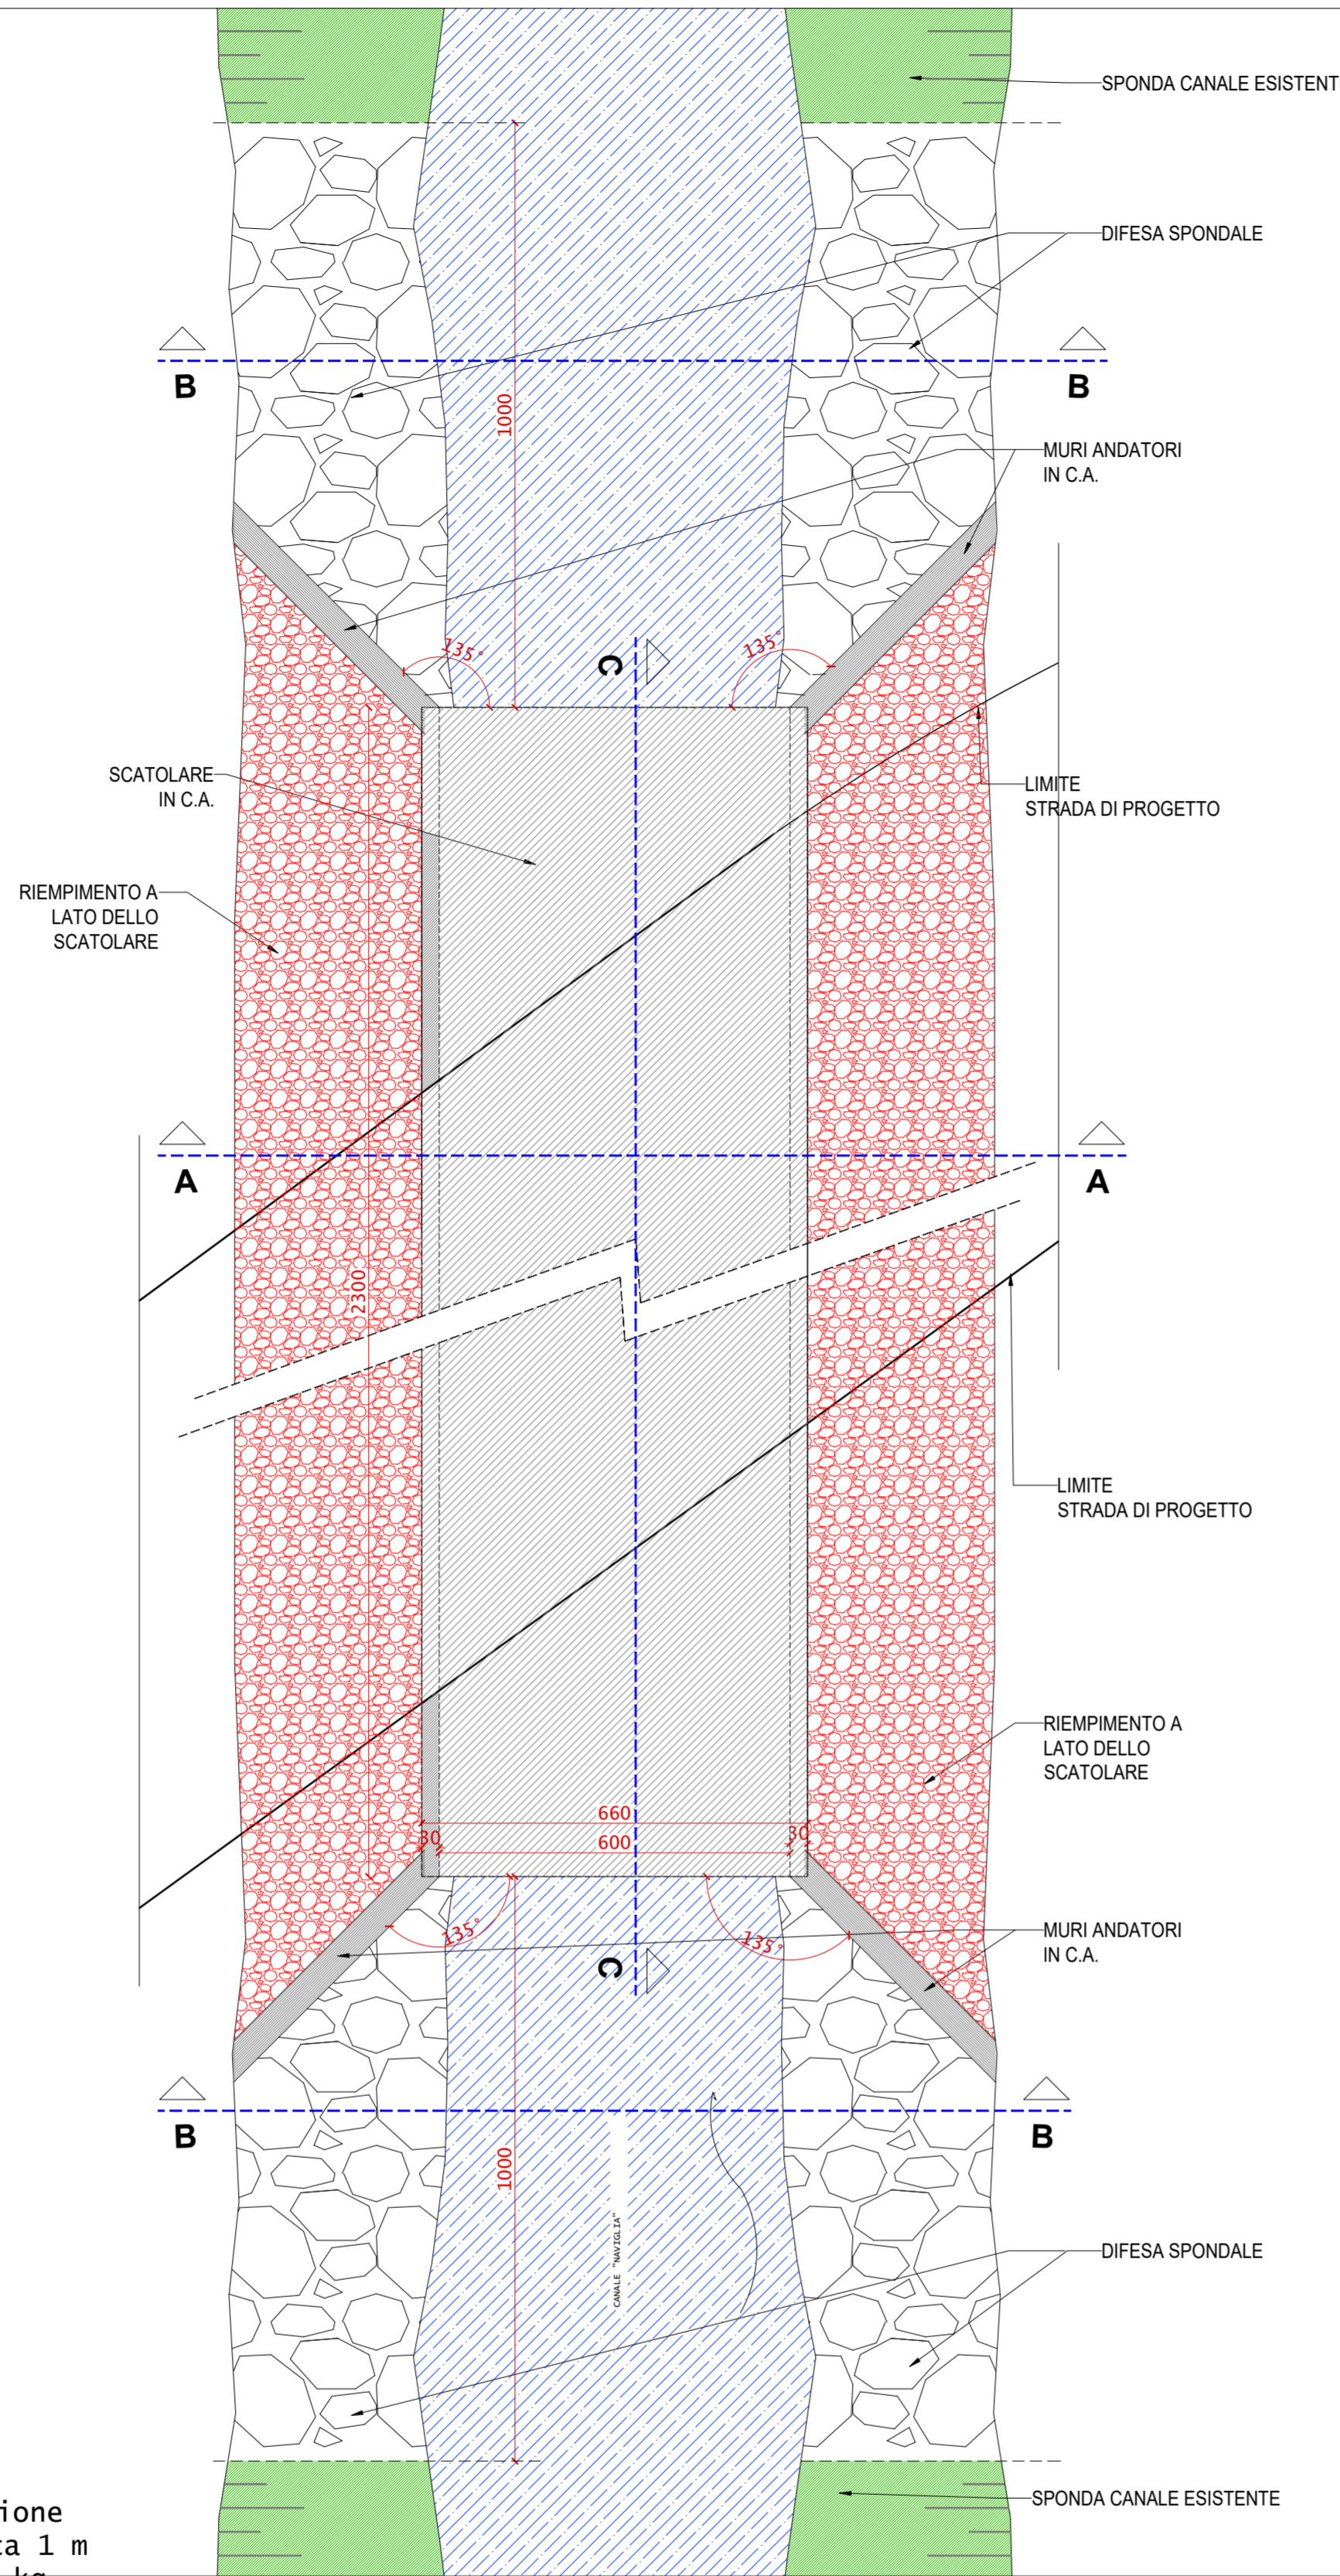 SPONDA CANALE ESISTENT
DIFESA SPONDALE
B
B
1000
MURI ANDATORI
IN C.A.
135°
135°
C
SCATOLARE
IN C.A.
LIMITE
STRADA DI PROGETTO
RIEMPIMENTO A
LATO DELLO
SCATOLARE
A
A
2300
LIMITE
STRADA DI PROGETTO
RIEMPIMENTO A
LATO DELLO
SCATOLARE
660
30
600
30
135°
135°
MURI ANDATORI
IN C.A.
C
B
B
1000
CANALE "NAVIGLIA"
DIFESA SPONDALE
SPONDA CANALE ESISTENTE
ione
ta 1 m
kg